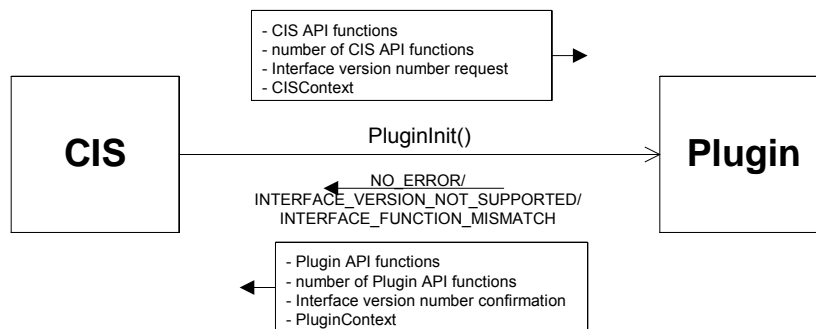 - CIS API functions
- number of CIS API functions
- Interface version number request
- CISContext
CIS
PluginInit()
Plugin
NO_ERROR/
INTERFACE_VERSION_NOT_SUPPORTED/
INTERFACE_FUNCTION_MISMATCH
- Plugin API functions
- number of Plugin API functions
- Interface version number confirmation
- PluginContext